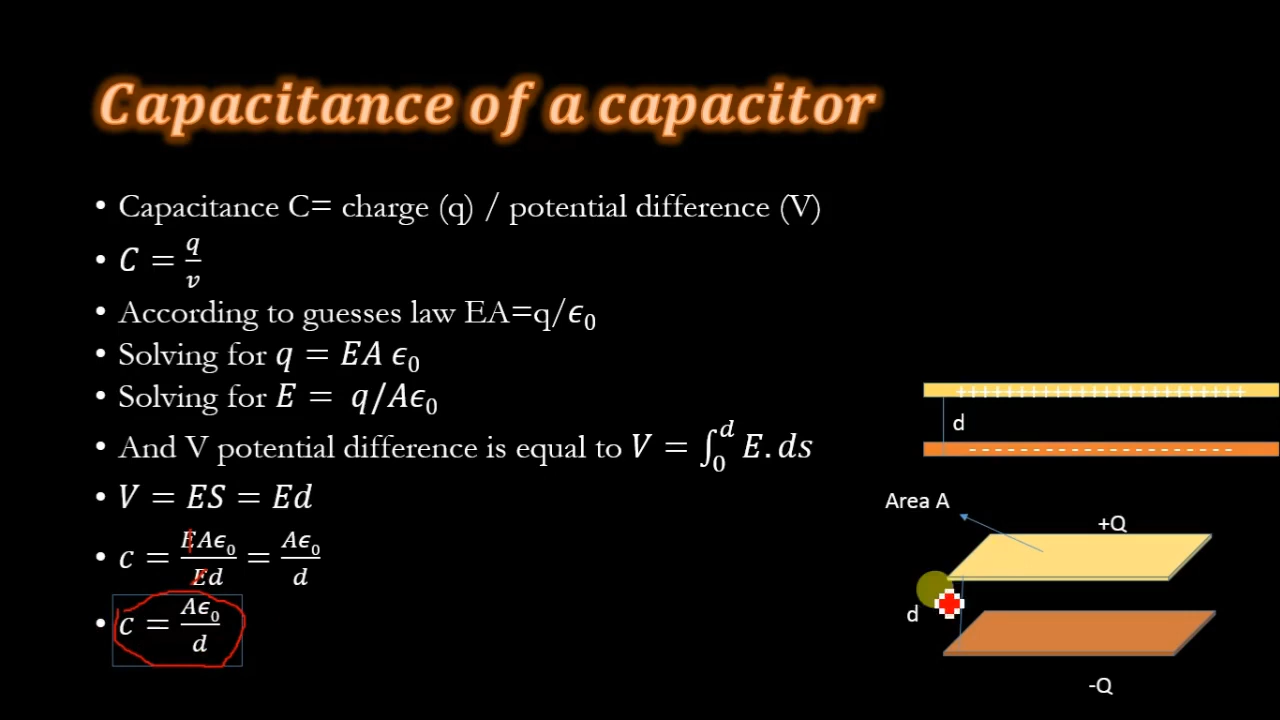 Capacitance of a capacitor
• Capacitance C= charge (q) / potential difference (V)
• C = q/v
• According to guesses law EA=q/ϵ₀
• Solving for q = EA ϵ₀
• Solving for E = q/Aϵ₀
• And V potential difference is equal to V = ∫₀ᵈ E.ds
• V = ES = Ed
• c = EAϵ₀/Ed = Aϵ₀/d
• c = Aϵ₀/d
+++++++++++++++++++++++
d
- - - - - - - - - - - - - - - - - - - - -
Area A
+Q
d
-Q